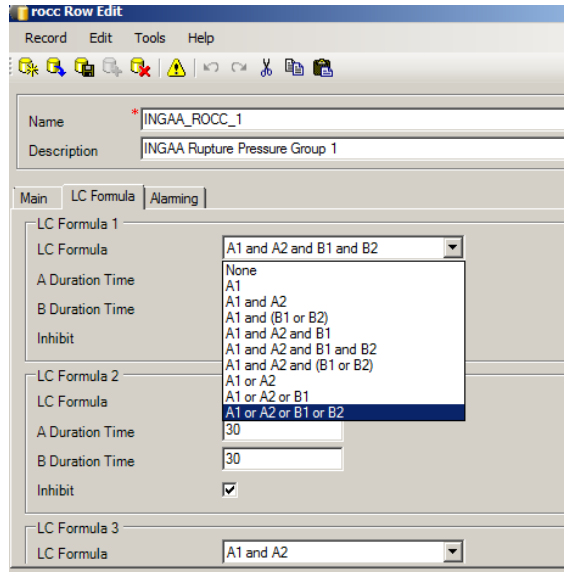 rocc Row Edit
Record Edit Tools Help
Name * INGAA_ROCC_1
Description INGAA Rupture Pressure Group 1
Main LC Formula Alarming
LC Formula 1
LC Formula A1 and A2 and B1 and B2
None
A Duration Time
A1
A1 and A2
B Duration Time
A1 and (B1 or B2)
A1 and A2 and B1
Inhibit
A1 and A2 and B1 and B2
A1 and A2 and (B1 or B2)
LC Formula 2
A1 or A2
LC Formula
A1 or A2 or B1
A1 or A2 or B1 or B2
A Duration Time 30
B Duration Time 30
Inhibit
LC Formula 3
LC Formula A1 and A2